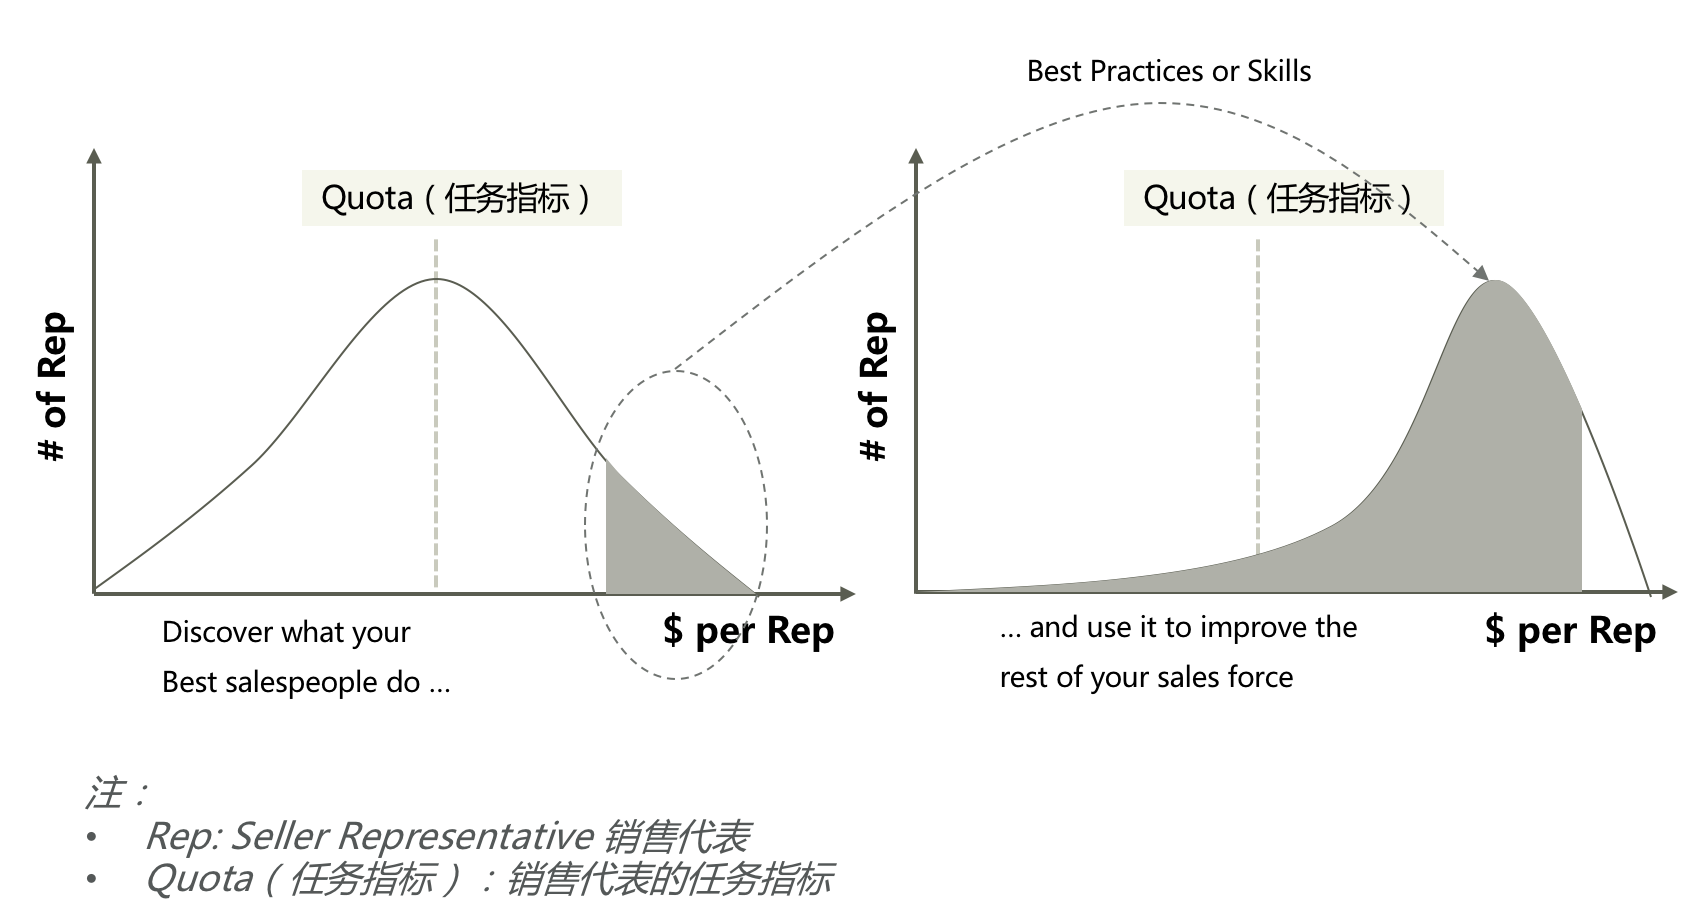 Best Practices or Skills
Quota（任务指标）
Quota（任务指标）
# of Rep
# of Rep
$ per Rep
$ per Rep
Discover what your
Best salespeople do ...
... and use it to improve the
rest of your sales force
注：
• Rep: Seller Representative 销售代表
• Quota（任务指标）：销售代表的任务指标